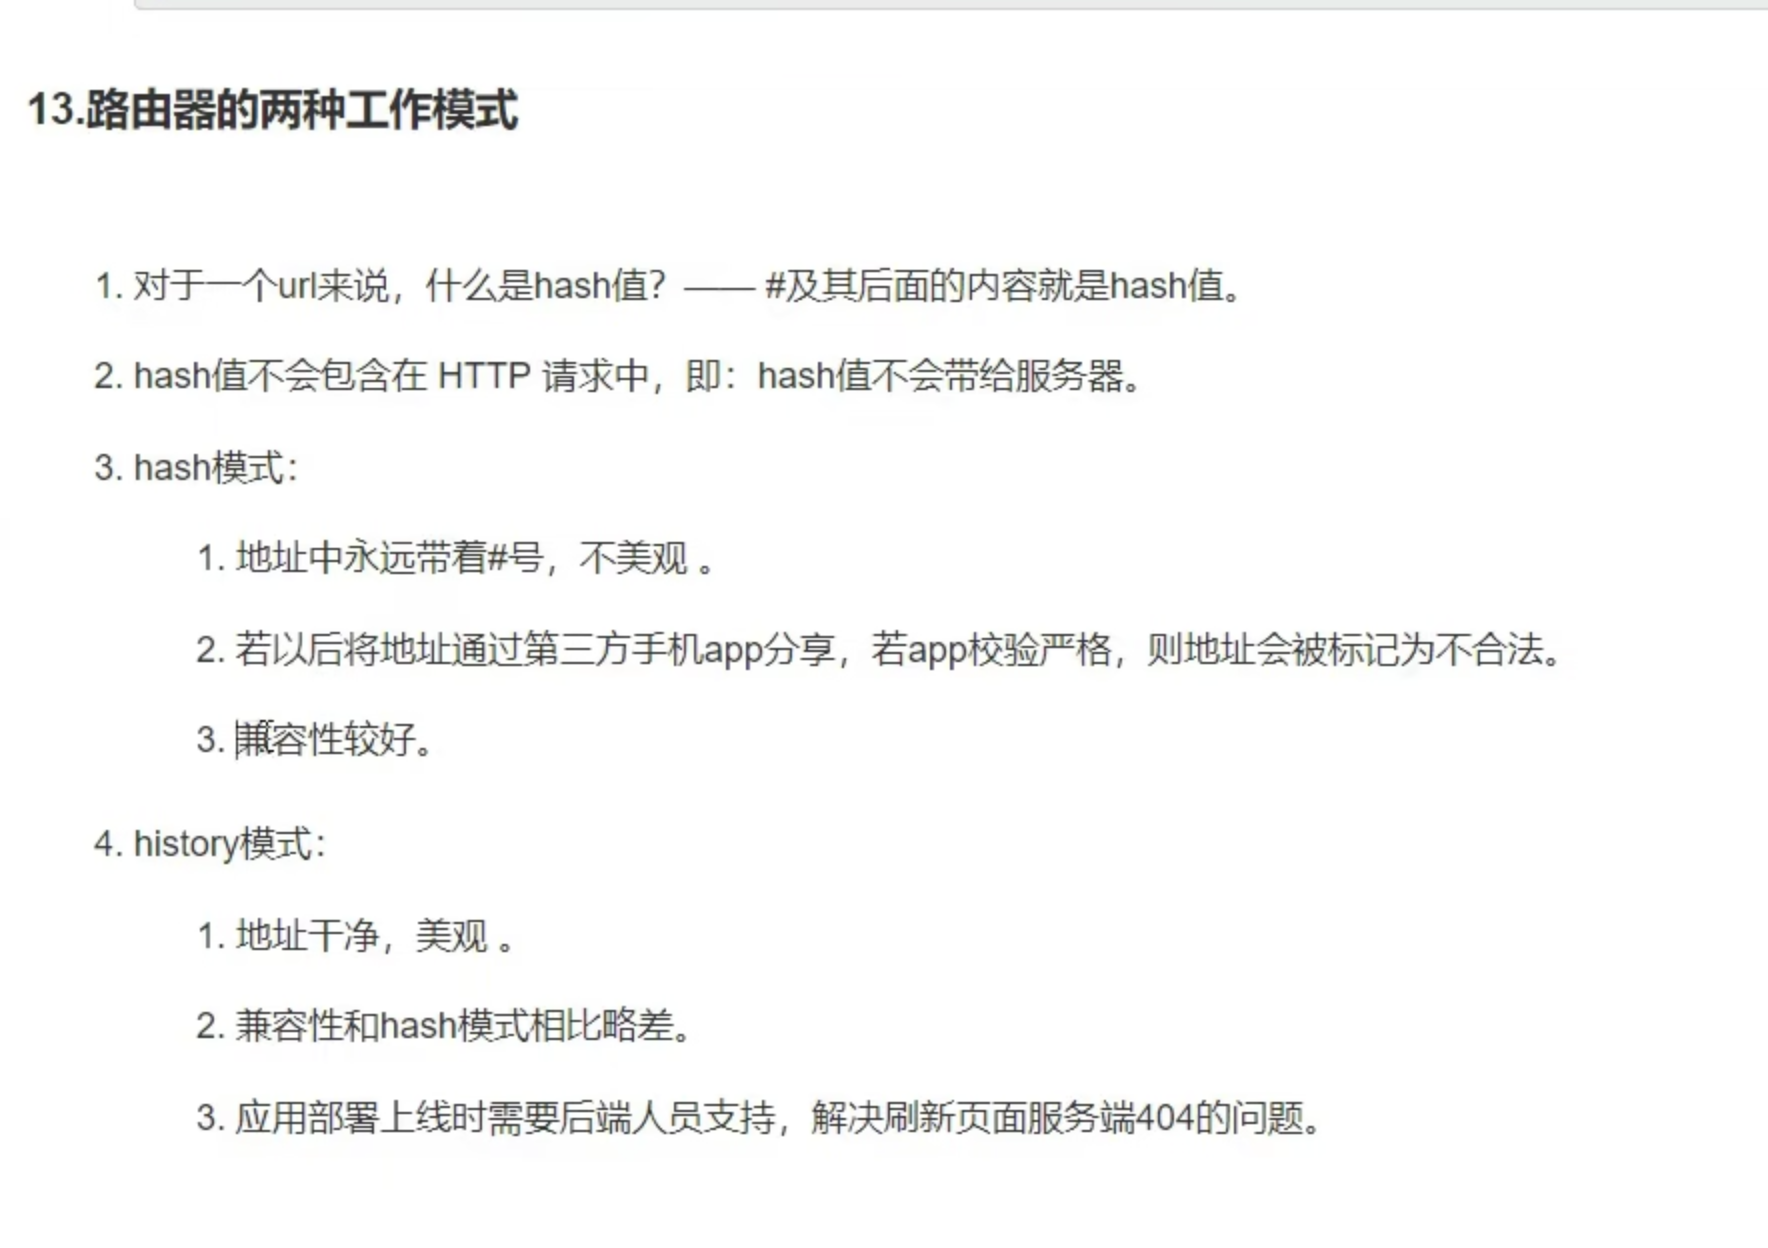 13.路由器的两种工作模式
1. 对于一个url来说，什么是hash值？—— #及其后面的内容就是hash值。
2. hash值不会包含在 HTTP 请求中，即：hash值不会带给服务器。
3. hash模式：
1. 地址中永远带着#号，不美观 。
2. 若以后将地址通过第三方手机app分享，若app校验严格，则地址会被标记为不合法。
3. 兼容性较好。
4. history模式：
1. 地址干净，美观 。
2. 兼容性和hash模式相比略差。
3. 应用部署上线时需要后端人员支持，解决刷新页面服务端404的问题。